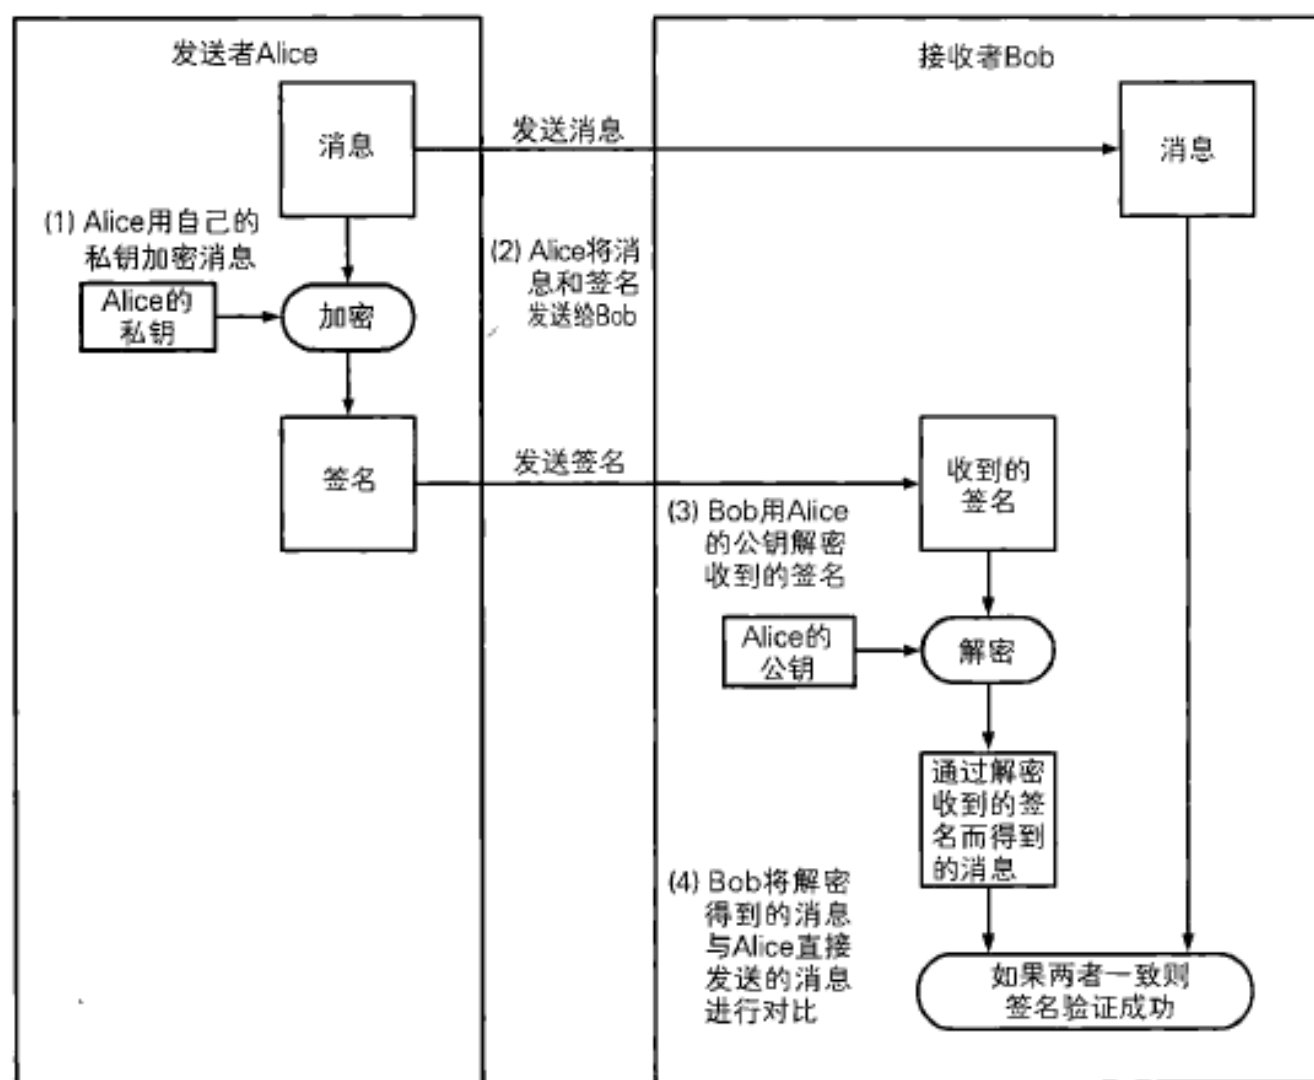 发送者Alice
接收者Bob
消息
发送消息
消息
(1) Alice用自己的
私钥加密消息
Alice的
私钥
加密
(2) Alice将消
息和签名
发送给Bob
签名
发送签名
收到的
签名
(3) Bob用Alice
的公钥解密
收到的签名
Alice的
公钥
解密
通过解密
收到的签
名而得到
的消息
(4) Bob将解密
得到的消息
与Alice直接
发送的消息
进行对比
如果两者一致则
签名验证成功